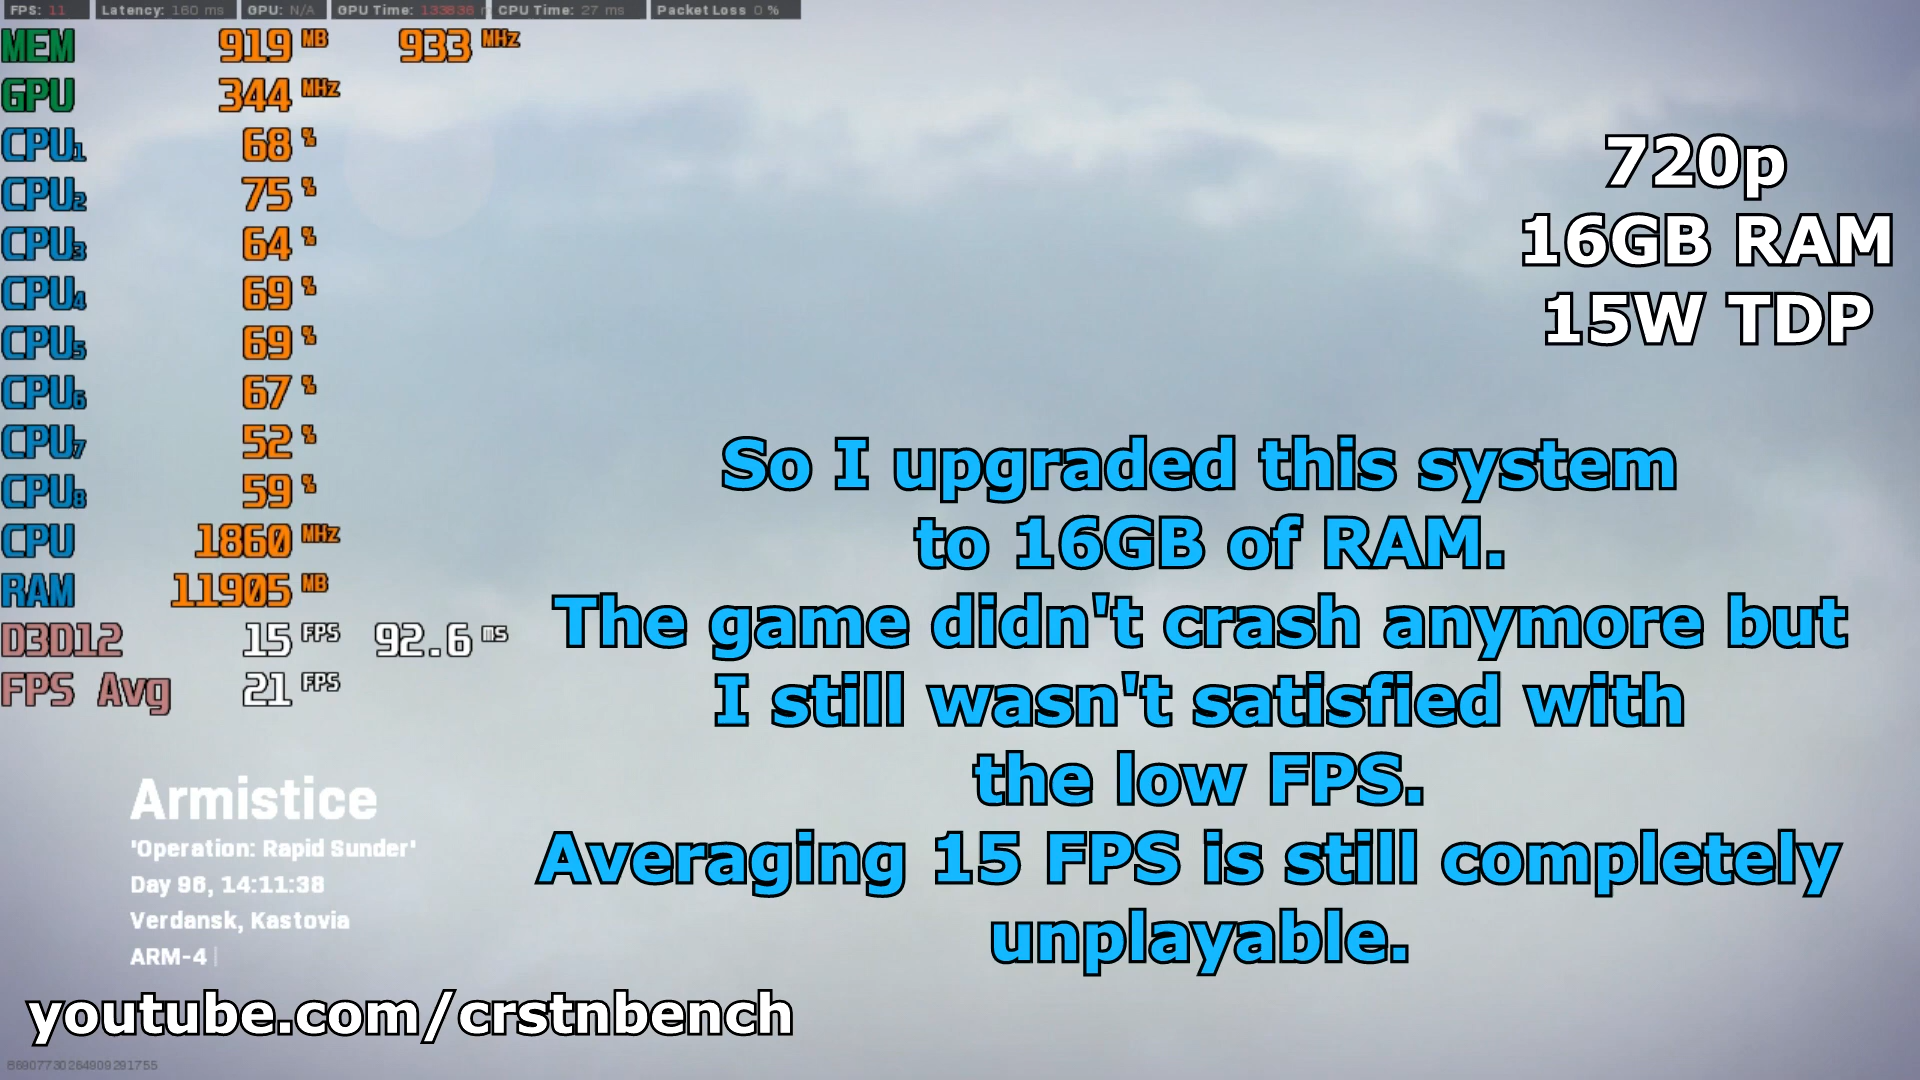 FPS: 11 Latency: 160 ms GPU: N/A GPU Time: 133836 CPU Time: 27 ms Packet Loss 0 %
MEM 919 MB 933 MHz
GPU 344 MHz
CPU1 68 %
CPU2 75 %
CPU3 64 %
CPU4 69 %
CPU5 69 %
CPU6 67 %
CPU7 52 %
CPU8 59 %
CPU 1860 MHz
RAM 11905 MB
D3D12 15 FPS 92.6 ms
FPS Avg 21 FPS
720p
16GB RAM
15W TDP
So I upgraded this system
to 16GB of RAM.
The game didn't crash anymore but
I still wasn't satisfied with
the low FPS.
Averaging 15 FPS is still completely
unplayable.
Armistice
'Operation: Rapid Sunder'
Day 96, 14:11:38
Verdansk, Kastovia
ARM-4
youtube.com/crstnbench